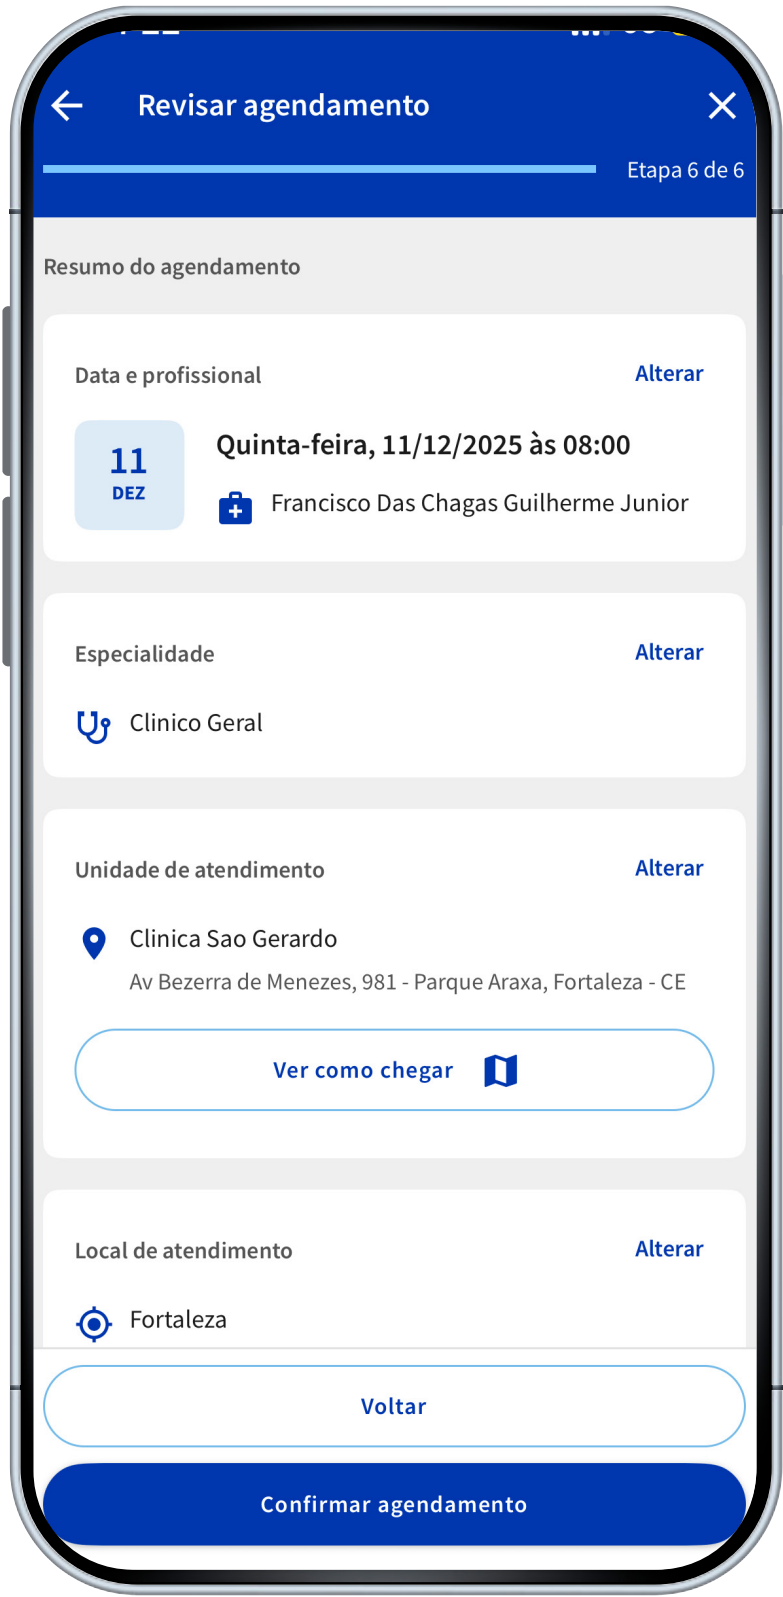 Revisar agendamento
Etapa 6 de 6
Resumo do agendamento
Data e profissional
Alterar
11
DEZ
Quinta-feira, 11/12/2025 às 08:00
Francisco Das Chagas Guilherme Junior
Especialidade
Alterar
Clinico Geral
Unidade de atendimento
Alterar
Clinica Sao Gerardo
Av Bezerra de Menezes, 981 - Parque Araxa, Fortaleza - CE
Ver como chegar
Local de atendimento
Alterar
Fortaleza
Voltar
Confirmar agendamento